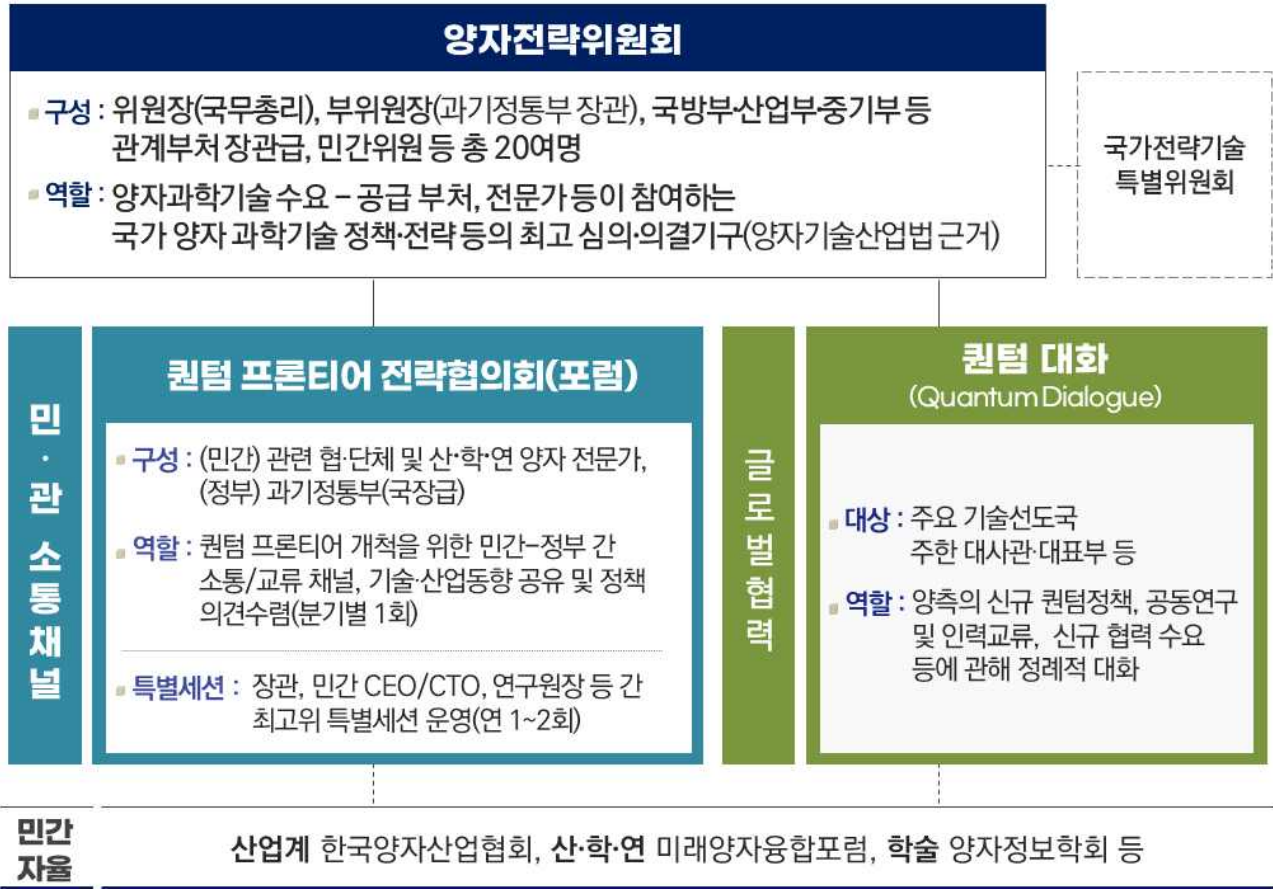 양자전략위원회
구성 : 위원장(국무총리), 부위원장(과기정통부 장관), 국방부·산업부·중기부 등
관계부처 장관급, 민간위원 등 총 20여명
역할 : 양자과학기술 수요 – 공급 부처, 전문가 등이 참여하는
국가 양자 과학기술 정책·전략 등의 최고 심의·의결기구(양자기술산업법 근거)
국가전략기술
특별위원회
민·관 소통채널
퀀텀 프론티어 전략협의회(포럼)
구성 : (민간) 관련 협·단체 및 산·학·연 양자 전문가,
(정부) 과기정통부(국장급)
역할 : 퀀텀 프론티어 개척을 위한 민간–정부 간
소통/교류 채널, 기술·산업동향 공유 및 정책
의견수렴(분기별 1회)
특별세션 : 장관, 민간 CEO/CTO, 연구원장 등 간
최고위 특별세션 운영(연 1~2회)
글로벌협력
퀀텀 대화
(Quantum Dialogue)
대상 : 주요 기술선도국
주한 대사관·대표부 등
역할 : 양측의 신규 퀀텀정책, 공동연구
및 인력교류, 신규 협력 수요
등에 관해 정례적 대화
민간
자율
산업계 한국양자산업협회, 산·학·연 미래양자융합포럼, 학술 양자정보학회 등